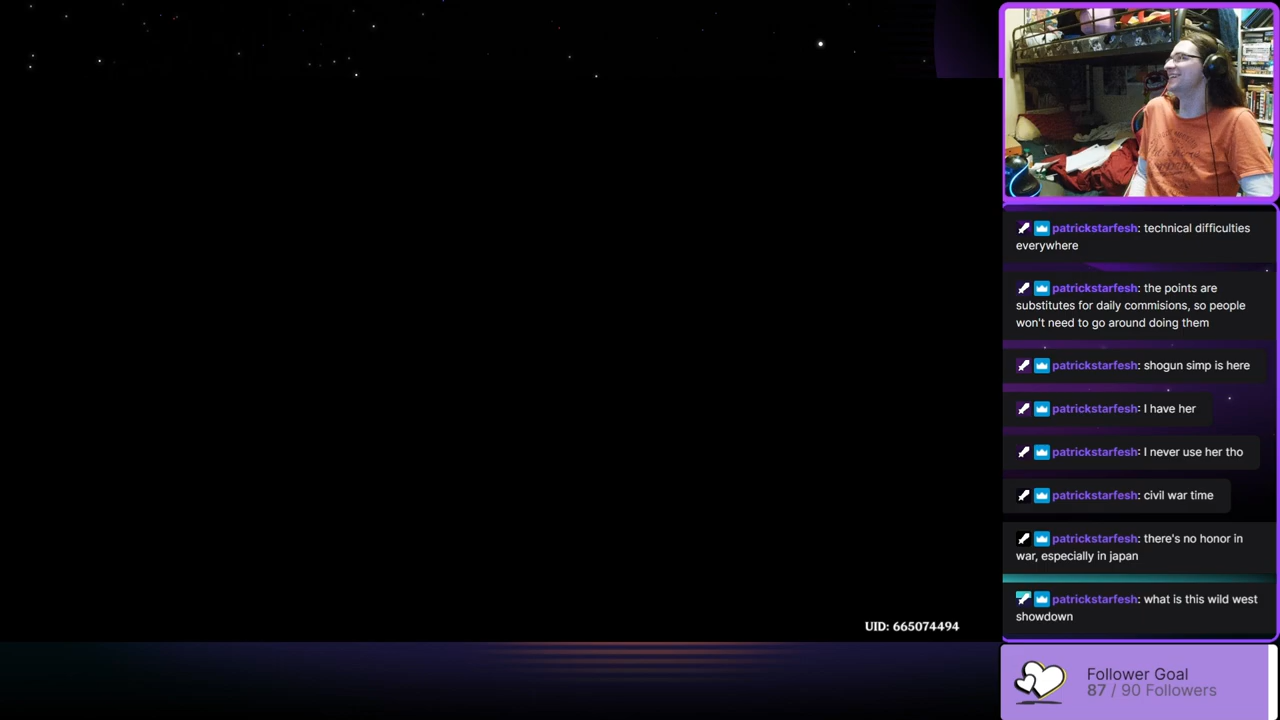 patrickstarfesh: technical difficulties
everywhere
patrickstarfesh: the points are
substitutes for daily commisions, so people
won't need to go around doing them
patrickstarfesh: shogun simp is here
patrickstarfesh: I have her
patrickstarfesh: I never use her tho
patrickstarfesh: civil war time
patrickstarfesh: there's no honor in
war, especially in japan
patrickstarfesh: what is this wild west
showdown
UID: 665074494
Follower Goal
87 / 90 Followers